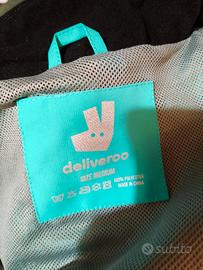 deliveroo
SIZE MEDIUM
100% POLYESTER
MADE IN CHINA
subito